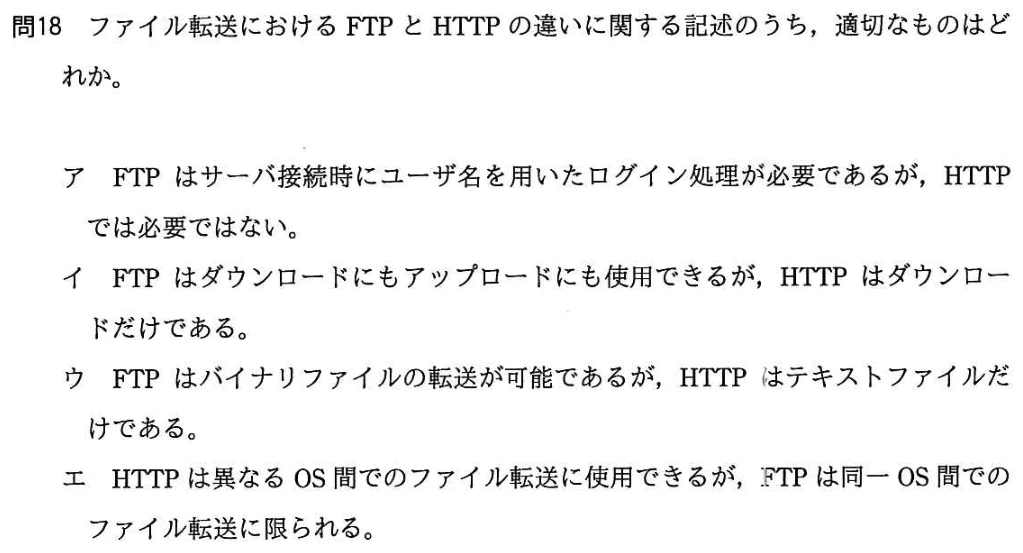 問18 ファイル転送における FTP と HTTP の違いに関する記述のうち，適切なものはど
れか。
ア FTP はサーバ接続時にユーザ名を用いたログイン処理が必要であるが，HTTP
では必要ではない。
イ FTP はダウンロードにもアップロードにも使用できるが，HTTP はダウンロー
ドだけである。
ウ FTP はバイナリファイルの転送が可能であるが，HTTP はテキストファイルだ
けである。
エ HTTP は異なる OS 間でのファイル転送に使用できるが，FTP は同一 OS 間での
ファイル転送に限られる。